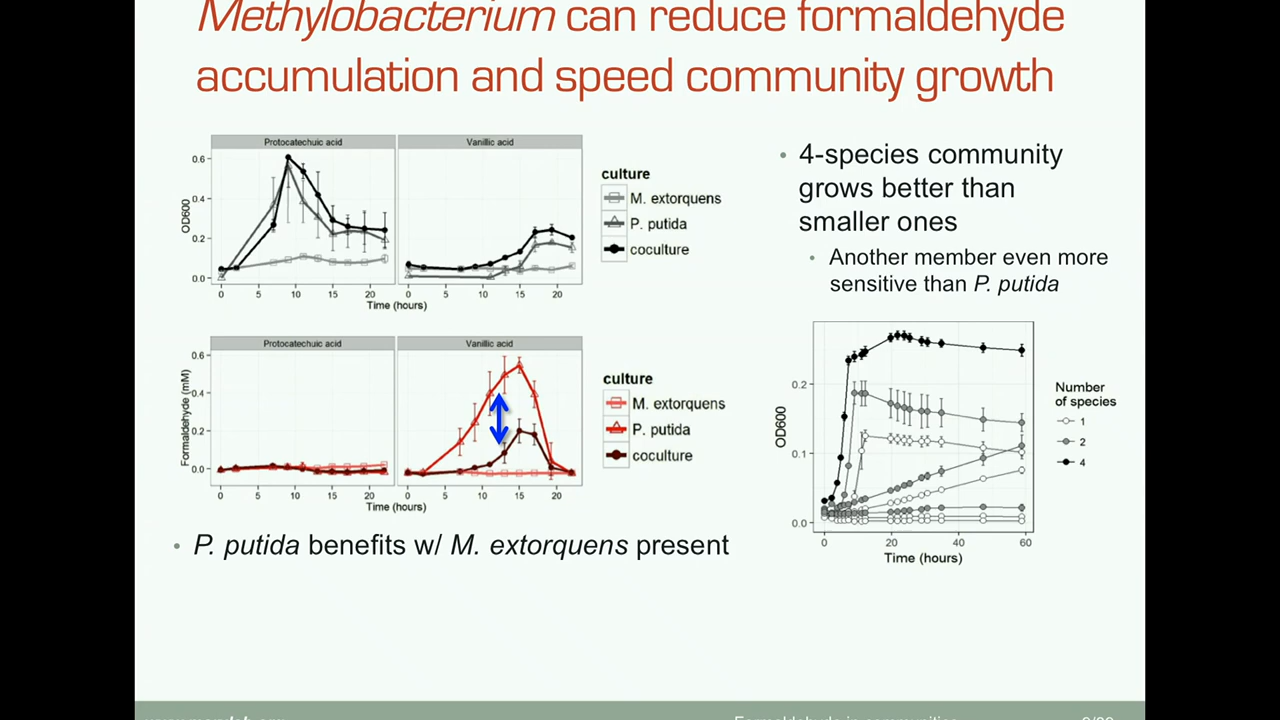 Methylobacterium can reduce formaldehyde
accumulation and speed community growth
Protocatechuic acid
Vanillic acid
0.6
0.4
0.2
0.0
OD600
0
5
10
15
20
0
5
10
15
20
Time (hours)
culture
M. extorquens
P. putida
coculture
Protocatechuic acid
Vanillic acid
0.6
0.4
0.2
0.0
Formaldehyde (mM)
0
5
10
15
20
0
5
10
15
20
Time (hours)
culture
M. extorquens
P. putida
coculture
• P. putida benefits w/ M. extorquens present
• 4-species community
grows better than
smaller ones
• Another member even more
sensitive than P. putida
0.2
0.1
0.0
OD600
0
20
40
60
Time (hours)
Number
of species
1
2
4
Formaldehyde in communities